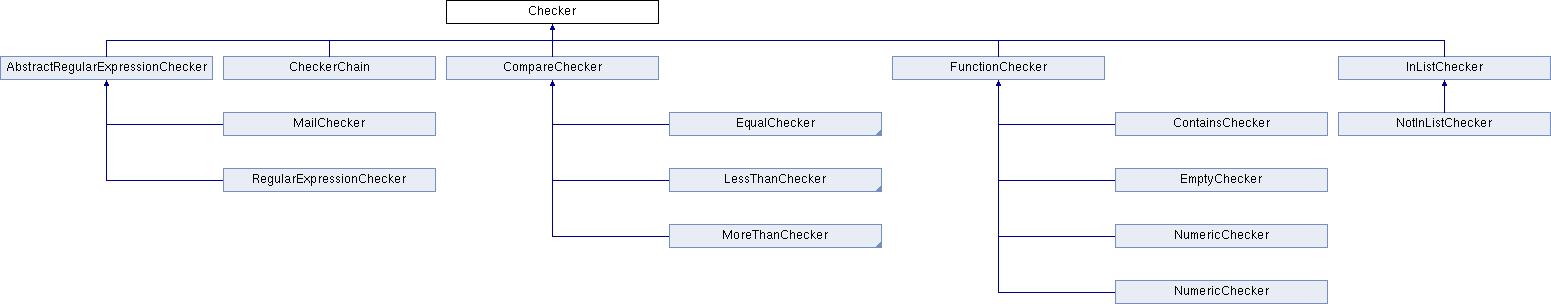 Checker
AbstractRegularExpressionChecker
CheckerChain
CompareChecker
FunctionChecker
InListChecker
MailChecker
EqualChecker
ContainsChecker
NotInListChecker
RegularExpressionChecker
LessThanChecker
EmptyChecker
MoreThanChecker
NumericChecker
NumericChecker